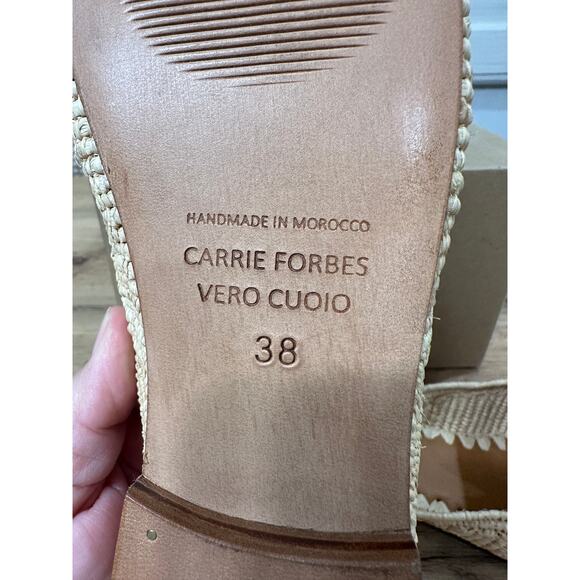 HANDMADE IN MOROCCO
CARRIE FORBES
VERO CUOIO
38